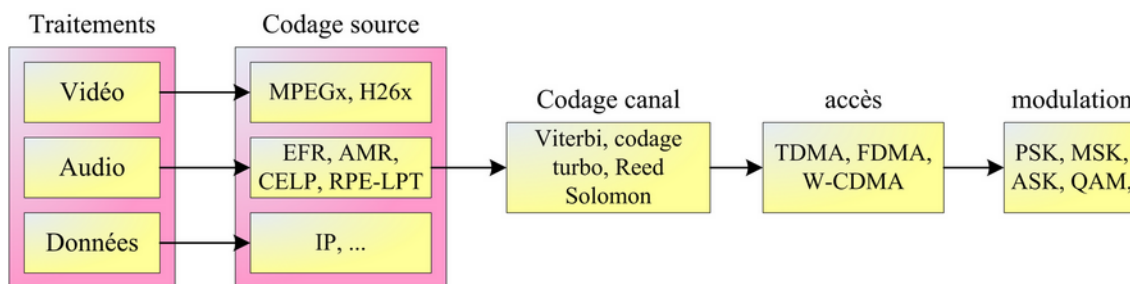 Traitements
Codage source
Vidéo
MPEGx, H26x
Audio
EFR, AMR,
CELP, RPE-LPT
Données
IP, ...
Codage canal
Viterbi, codage
turbo, Reed
Solomon
accès
TDMA, FDMA,
W-CDMA
modulation
PSK, MSK,
ASK, QAM,